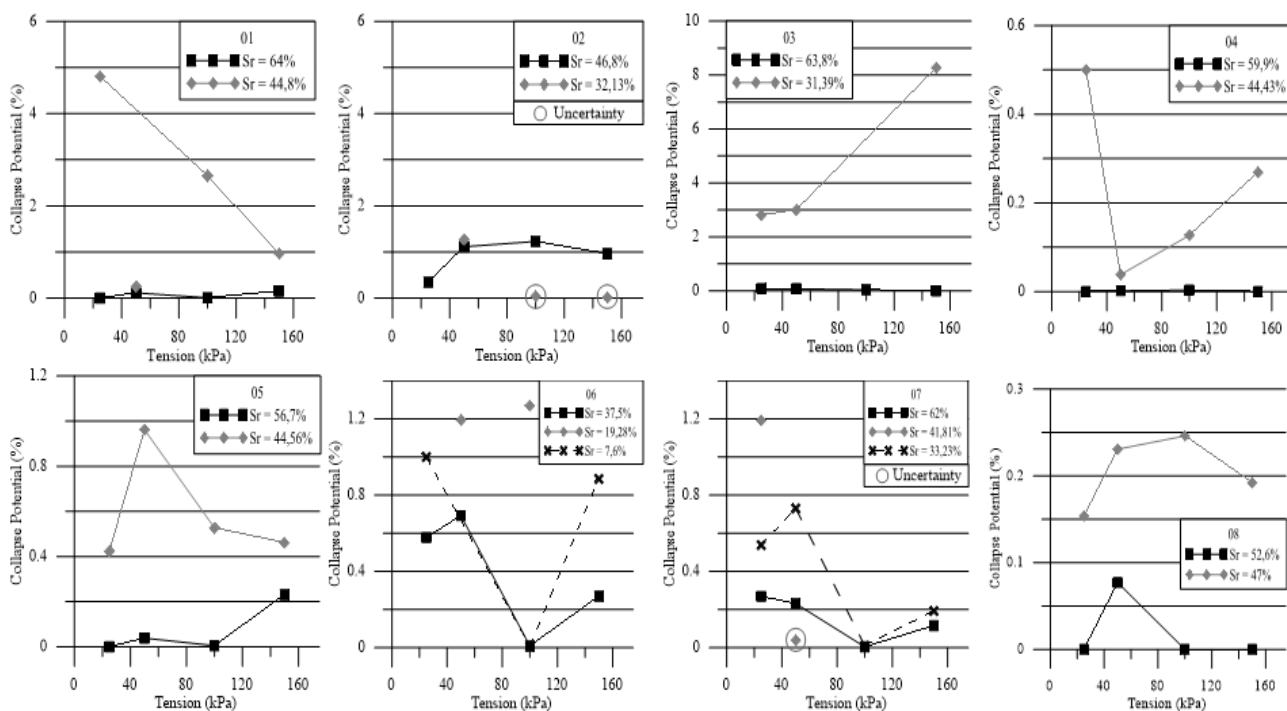 6
4
2
0
Collapse Potential (%)
01
Sr = 64%
Sr = 44,8%
0 40 80 120 160
Tension (kPa)
6
4
2
0
Collapse Potential (%)
02
Sr = 46,8%
Sr = 32,13%
Uncertainty
0 40 80 120 160
Tension (kPa)
10
8
6
4
2
0
Collapse Potential (%)
03
Sr = 63,8%
Sr = 31,39%
0 40 80 120 160
Tension (kPa)
0.6
0.4
0.2
0
Collapse Potential (%)
04
Sr = 59,9%
Sr = 44,43%
0 40 80 120 160
Tension (kPa)
1.2
0.8
0.4
0
Collapse Potential (%)
05
Sr = 56,7%
Sr = 44,56%
0 40 80 120 160
Tension (kPa)
1.2
0.8
0.4
0
Collapse Potential (%)
06
Sr = 37,5%
Sr = 19,28%
Sr = 7,6%
0 40 80 120 160
Tension (kPa)
1.2
0.8
0.4
0
Collapse Potential (%)
07
Sr = 62%
Sr = 41,81%
Sr = 33,23%
Uncertainty
0 40 80 120 160
Tension (kPa)
0.3
0.2
0.1
0
Collapse Potential (%)
08
Sr = 52,6%
Sr = 47%
0 40 80 120 160
Tension (kPa)